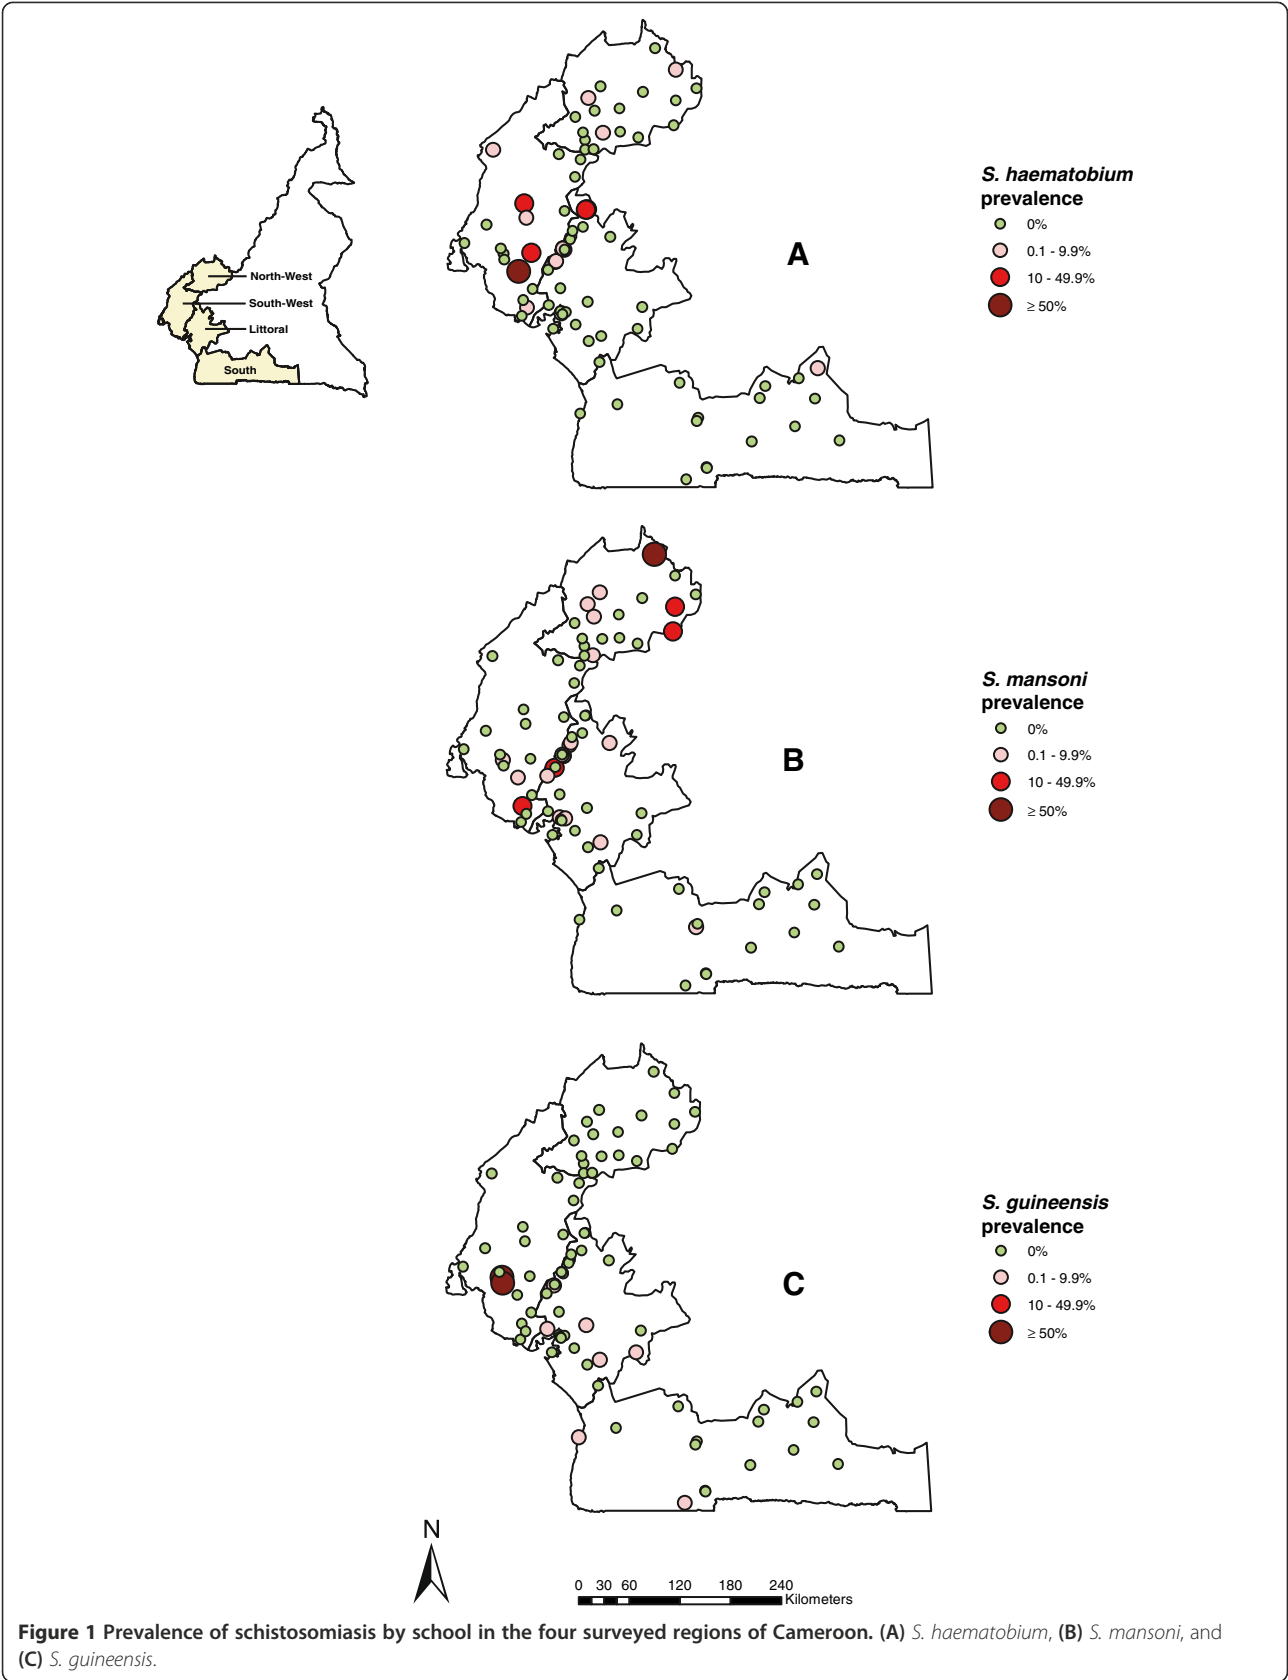 North-West
South-West
Littoral
South
A
S. haematobium
prevalence
0%
0.1 - 9.9%
10 - 49.9%
≥ 50%
B
S. mansoni
prevalence
0%
0.1 - 9.9%
10 - 49.9%
≥ 50%
C
S. guineensis
prevalence
0%
0.1 - 9.9%
10 - 49.9%
≥ 50%
N
0 30 60 120 180 240
Kilometers
Figure 1 Prevalence of schistosomiasis by school in the four surveyed regions of Cameroon. (A) S. haematobium, (B) S. mansoni, and
(C) S. guineensis.